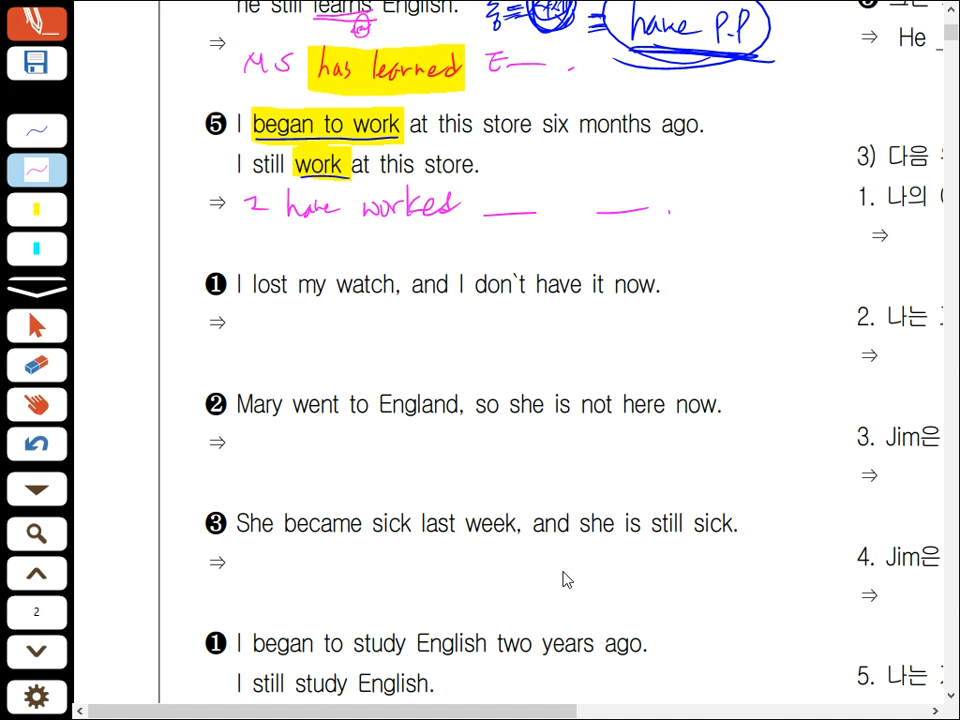 he still learns English.
have P.P
⇒ M S has learned E .
❺ I began to work at this store six months ago.
I still work at this store.
⇒ I have worked .
❶ I lost my watch, and I don`t have it now.
⇒
❷ Mary went to England, so she is not here now.
⇒
❸ She became sick last week, and she is still sick.
⇒
❶ I began to study English two years ago.
I still study English.
⇒ He
3) 다음
1. 나의
⇒
2. 나는
⇒
3. Jim은
⇒
4. Jim은
⇒
5. 나는
2